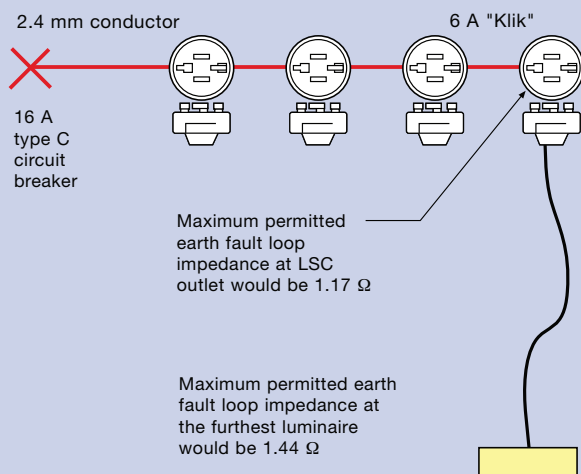 2.4 mm conductor
6 A "Klik"
16 A
type C
circuit
breaker
Maximum permitted
earth fault loop
impedance at LSC
outlet would be 1.17 Ω
Maximum permitted earth
fault loop impedance at
the furthest luminaire
would be 1.44 Ω